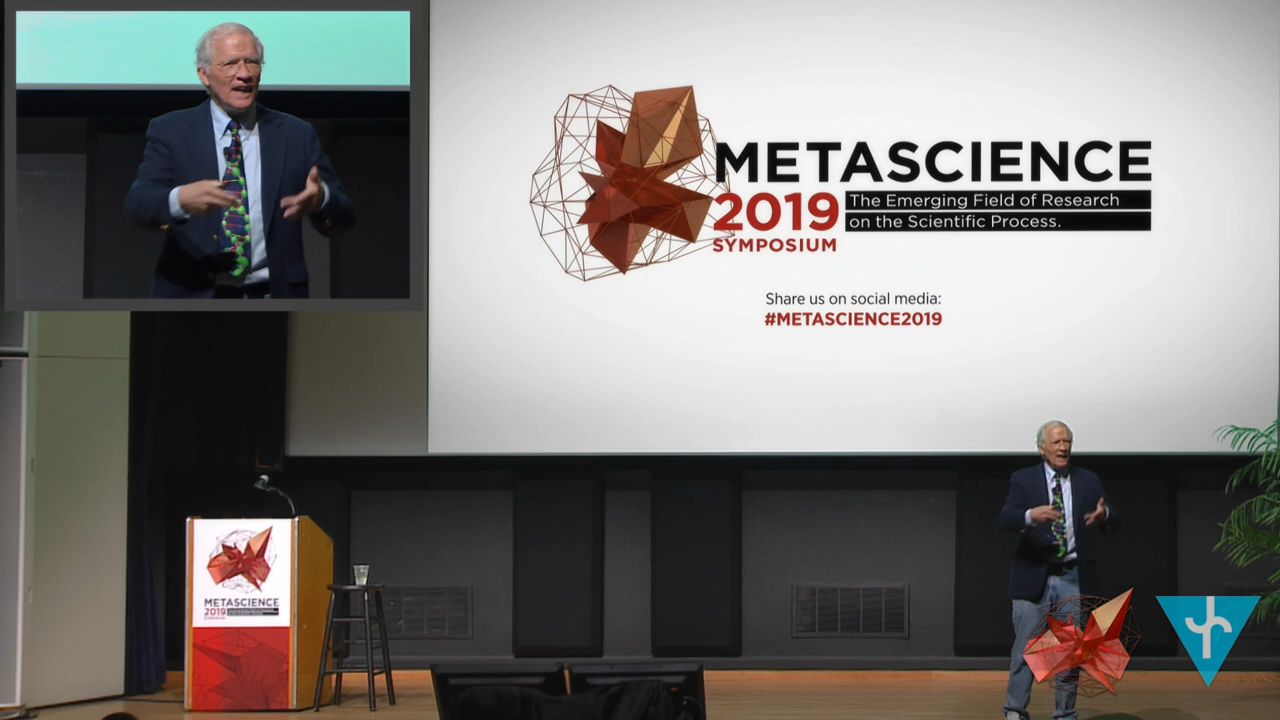 METASCIENCE
2019
The Emerging Field of Research
on the Scientific Process.
SYMPOSIUM
Share us on social media:
#METASCIENCE2019
METASCIENCE
2019
SYMPOSIUM